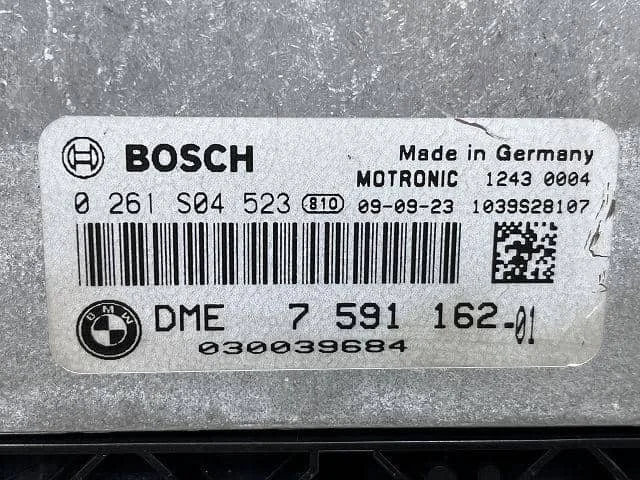 BOSCH Made in Germany
MOTRONIC 1243 0004
0 261 S04 523 810 09-09-23 1039S28107
BMW DME 7 591 162-01
030039684